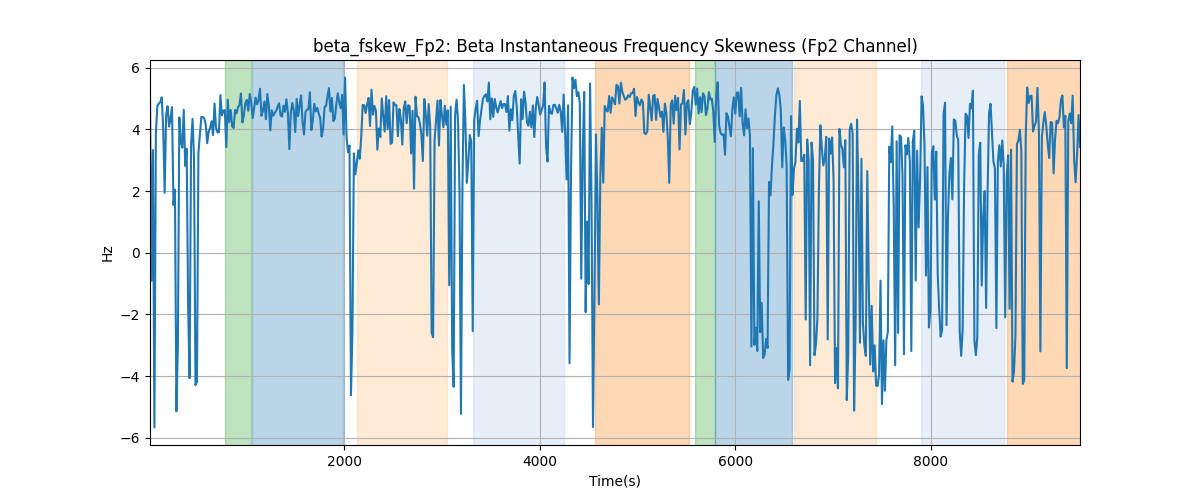 beta_fskew_Fp2: Beta Instantaneous Frequency Skewness (Fp2 Channel)
6
4
2
0
−2
−4
−6
Hz
2000 4000 6000 8000
Time(s)